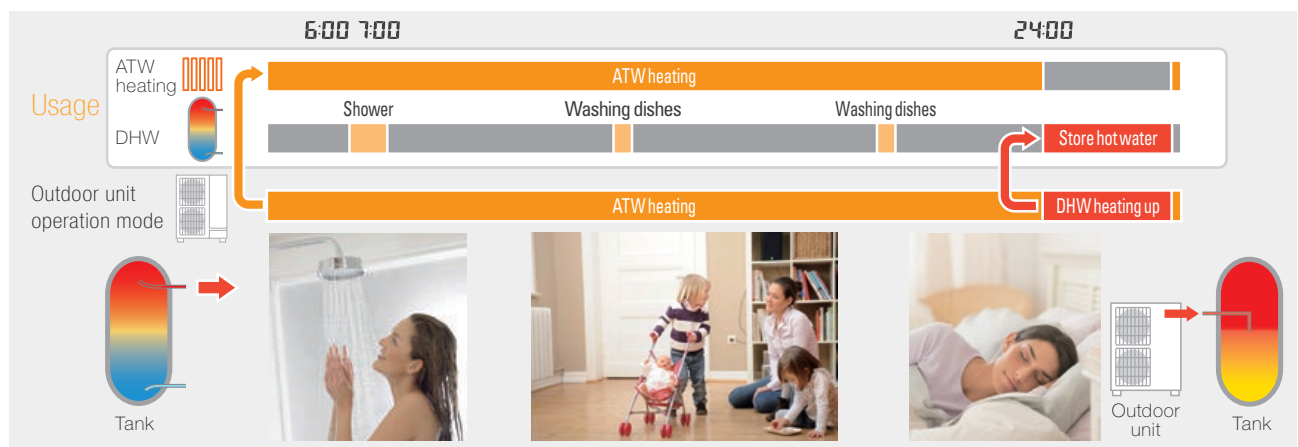 6:00 7:00 24:00
Usage
ATW
heating
ATW heating
Shower Washing dishes Washing dishes
DHW
Store hot water
Outdoor unit
operation mode
ATW heating DHW heating up
Tank
Outdoor
unit
Tank